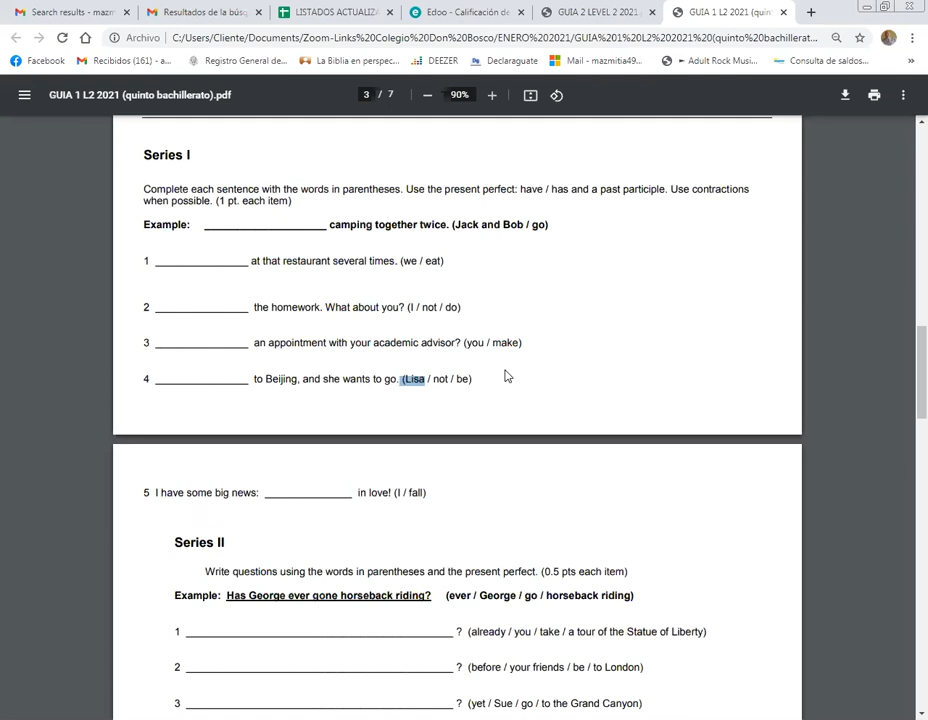 Search results - mazm
Resultados de la búsq
LISTADOS ACTUALIZA
Edoo - Calificación de
GUIA 2 LEVEL 2 2021.
GUIA 1 L2 2021 (quin
Archivo C:/Users/Cliente/Documents/Zoom-Links%20Colegio%20Don%20Bosco/ENERO%202021/GUIA%201%20L2%202021%20(quinto%20bachillerat...
Facebook Recibidos (161) - a... Registro General de... La Biblia en perspec... DEEZER Declaraguate Mail - mazmitia49... ► Adult Rock Musi... Consulta de saldos... »
GUIA 1 L2 2021 (quinto bachillerato).pdf 3 / 7 — 90% +
Series I
Complete each sentence with the words in parentheses. Use the present perfect: have / has and a past participle. Use contractions
when possible. (1 pt. each item)
Example: ____________________ camping together twice. (Jack and Bob / go)
1 ________________ at that restaurant several times. (we / eat)
2 ________________ the homework. What about you? (I / not / do)
3 ________________ an appointment with your academic advisor? (you / make)
4 ________________ to Beijing, and she wants to go. (Lisa / not / be)
5 I have some big news: _______________ in love! (I / fall)
Series II
Write questions using the words in parentheses and the present perfect. (0.5 pts each item)
Example: Has George ever gone horseback riding? (ever / George / go / horseback riding)
1 ______________________________________________ ? (already / you / take / a tour of the Statue of Liberty)
2 ______________________________________________ ? (before / your friends / be / to London)
3 ______________________________________________ ? (yet / Sue / go / to the Grand Canyon)